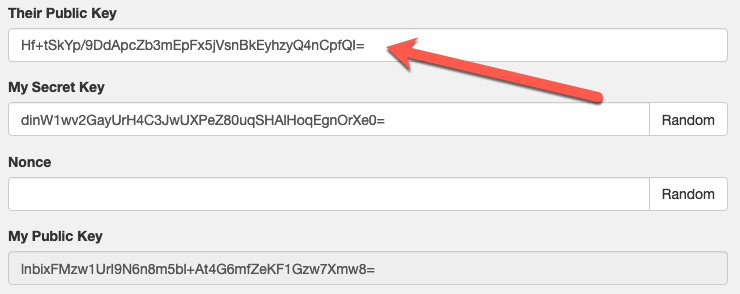 Their Public Key
Hf+tSkYp/9DdApcZb3mEpFx5jVsnBkEyhzyQ4nCpfQI=
My Secret Key
dinW1wv2GayUrH4C3JwUXPeZ80uqSHAlHoqEgnOrXe0=
Random
Nonce
Random
My Public Key
lnbixFMzw1Url9N6n8m5bl+At4G6mfZeKF1Gzw7Xmw8=